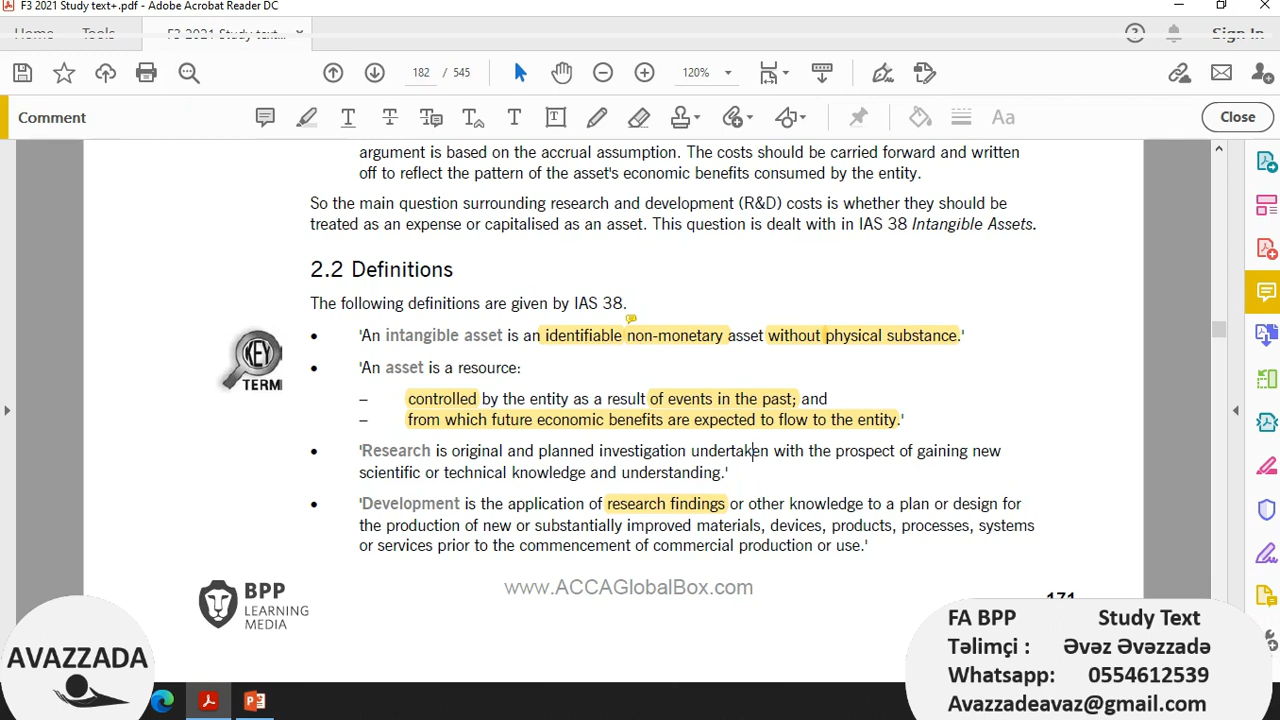 F3 2021 Study text+.pdf - Adobe Acrobat Reader DC
Home Tools F3 2021 Study text... × Sign In
182 / 545 120%
Comment Close
argument is based on the accrual assumption. The costs should be carried forward and written
off to reflect the pattern of the asset's economic benefits consumed by the entity.
So the main question surrounding research and development (R&D) costs is whether they should be
treated as an expense or capitalised as an asset. This question is dealt with in IAS 38 Intangible Assets.
2.2 Definitions
The following definitions are given by IAS 38.
KEY
TERM
• 'An intangible asset is an identifiable non-monetary asset without physical substance.'
• 'An asset is a resource:
– controlled by the entity as a result of events in the past; and
– from which future economic benefits are expected to flow to the entity.'
• 'Research is original and planned investigation undertaken with the prospect of gaining new
scientific or technical knowledge and understanding.'
• 'Development is the application of research findings or other knowledge to a plan or design for
the production of new or substantially improved materials, devices, products, processes, systems
or services prior to the commencement of commercial production or use.'
BPP
LEARNING
MEDIA
www.ACCAGlobalBox.com
171
AVAZZADA
FA BPP Study Text
Təlimçi : Əvəz Əvəzzadə
Whatsapp: 0554612539
Avazzadeavaz@gmail.com